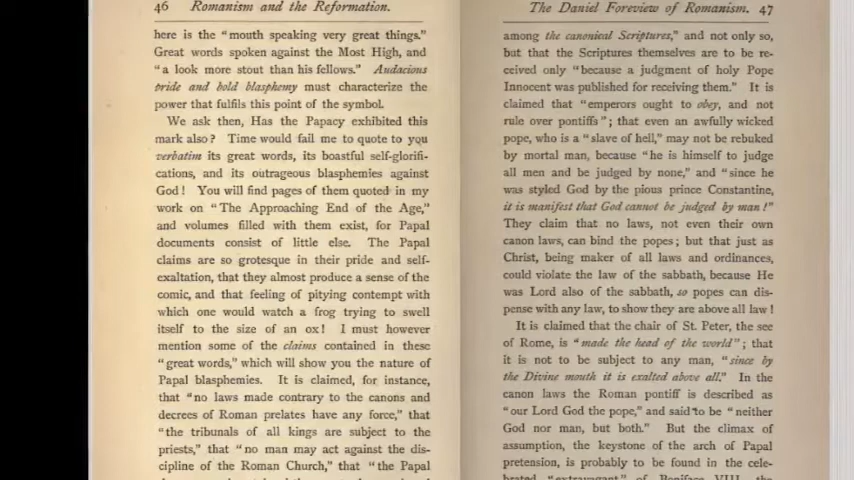 46 Romanism and the Reformation.
here is the “mouth speaking very great things.”
Great words spoken against the Most High, and
“a look more stout than his fellows.” Audacious
pride and bold blasphemy must characterize the
power that fulfils this point of the symbol.
We ask then, Has the Papacy exhibited this
mark also? Time would fail me to quote to you
verbatim its great words, its boastful self-glorifi-
cations, and its outrageous blasphemies against
God! You will find pages of them quoted in my
work on “The Approaching End of the Age,”
and volumes filled with them exist, for Papal
documents consist of little else. The Papal
claims are so grotesque in their pride and self-
exaltation, that they almost produce a sense of the
comic, and that feeling of pitying contempt with
which one would watch a frog trying to swell
itself to the size of an ox! I must however
mention some of the claims contained in these
“great words,” which will show you the nature of
Papal blasphemies. It is claimed, for instance,
that “no laws made contrary to the canons and
decrees of Roman prelates have any force,” that
“the tribunals of all kings are subject to the
priests,” that “no man may act against the dis-
cipline of the Roman Church,” that “the Papal
The Daniel Foreview of Romanism. 47
among the canonical Scriptures,” and not only so,
but that the Scriptures themselves are to be re-
ceived only “because a judgment of holy Pope
Innocent was published for receiving them.” It is
claimed that “emperors ought to obey, and not
rule over pontiffs”; that even an awfully wicked
pope, who is a “slave of hell,” may not be rebuked
by mortal man, because “he is himself to judge
all men and be judged by none,” and “since he
was styled God by the pious prince Constantine,
it is manifest that God cannot be judged by man!”
They claim that no laws, not even their own
canon laws, can bind the popes; but that just as
Christ, being maker of all laws and ordinances,
could violate the law of the sabbath, because He
was Lord also of the sabbath, so popes can dis-
pense with any law, to show they are above all law!
It is claimed that the chair of St. Peter, the see
of Rome, is “made the head of the world”; that
it is not to be subject to any man, “since by
the Divine mouth it is exalted above all.” In the
canon laws the Roman pontiff is described as
“our Lord God the pope,” and said to be “neither
God nor man, but both.” But the climax of
assumption, the keystone of the arch of Papal
pretension, is probably to be found in the cele-
brated “extravagant” of Boniface VIII., the